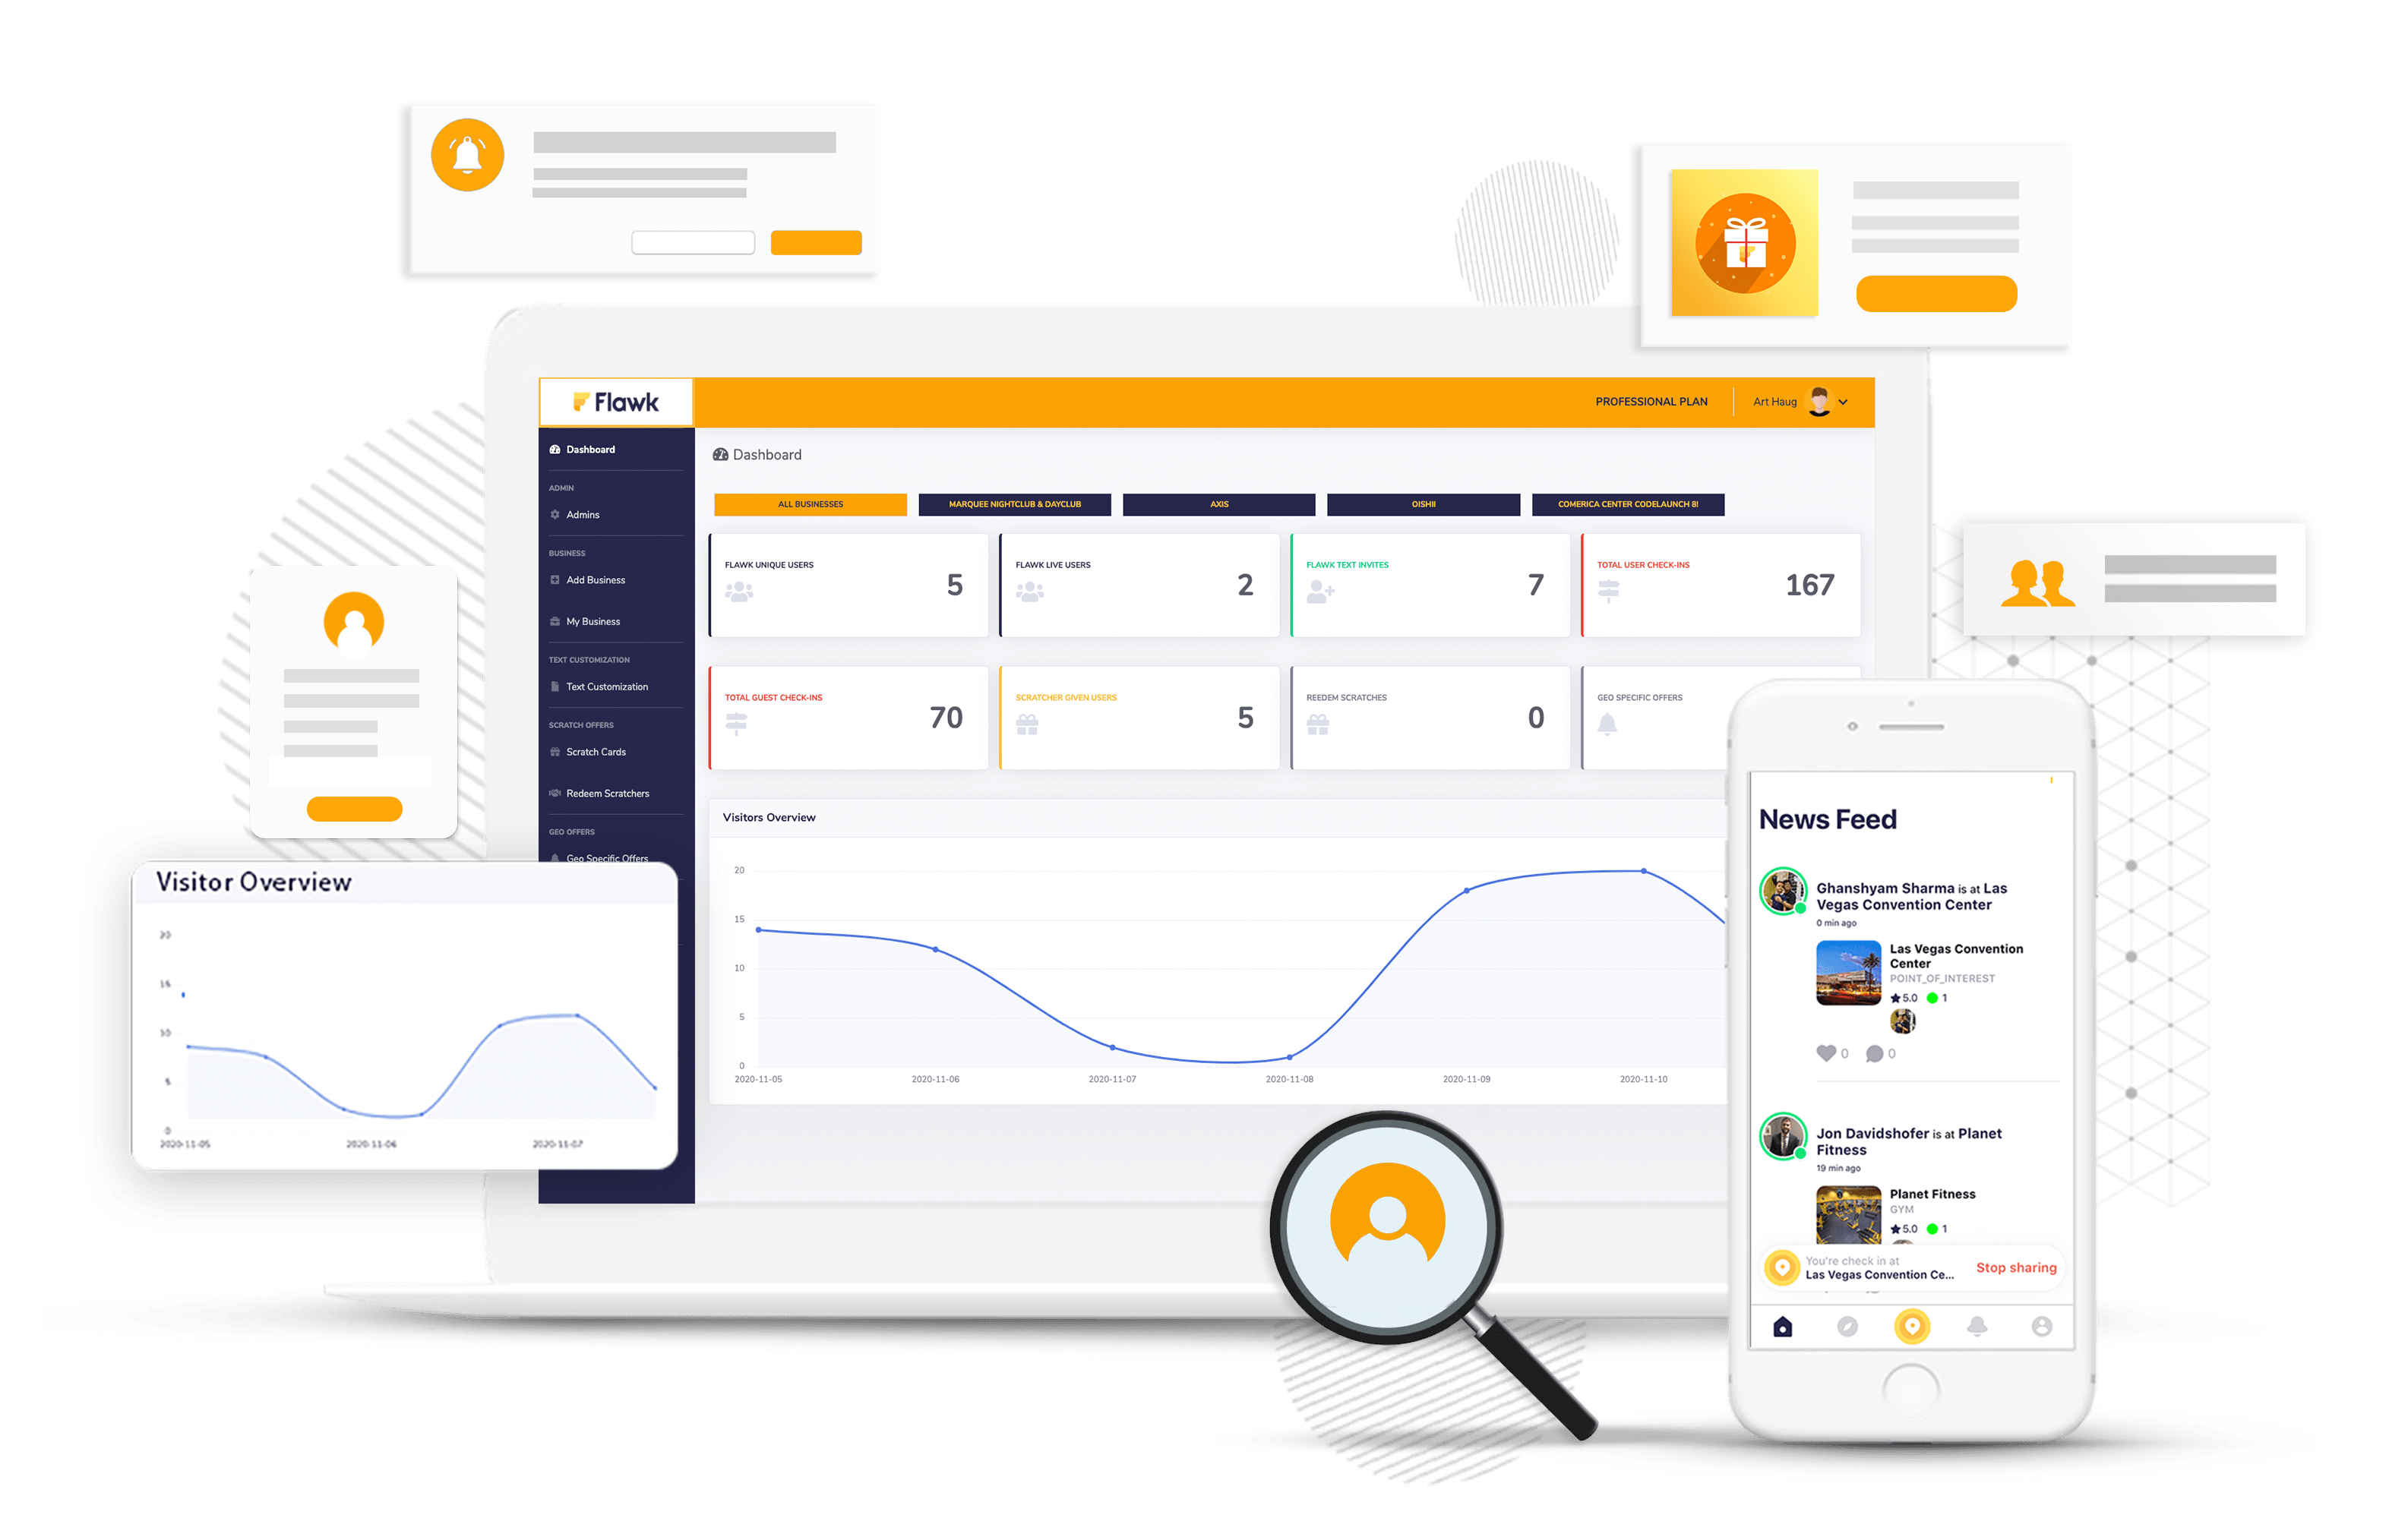 Flawk
PROFESSIONAL PLAN
Art Haug
Dashboard
ADMIN
Admins
BUSINESS
Add Business
My Business
TEXT CUSTOMIZATION
Text Customization
SCRATCH OFFERS
Scratch Cards
Redeem Scratchers
GEO OFFERS
Geo Specific Offers
Dashboard
ALL BUSINESSES
MARQUEE NIGHTCLUB & DAYCLUB
AXIS
OISHII
COMERICA CENTER CODELAUNCH 8!
FLAWK UNIQUE USERS
5
FLAWK LIVE USERS
2
FLAWK TEXT INVITES
7
TOTAL USER CHECK-INS
167
TOTAL GUEST CHECK-INS
70
SCRATCHER GIVEN USERS
5
REEDEM SCRATCHES
0
GEO SPECIFIC OFFERS
Visitors Overview
20
15
10
5
0
2020-11-05
2020-11-06
2020-11-07
2020-11-08
2020-11-09
2020-11-10
Visitor Overview
20
15
10
5
0
2020-11-05
2020-11-06
2020-11-07
News Feed
Ghanshyam Sharma is at Las
Vegas Convention Center
0 min ago
Las Vegas Convention
Center
POINT_OF_INTEREST
5.0 1
0 0
Jon Davidshofer is at Planet
Fitness
19 min ago
Planet Fitness
GYM
5.0 1
You're check in at
Las Vegas Convention Ce...
Stop sharing